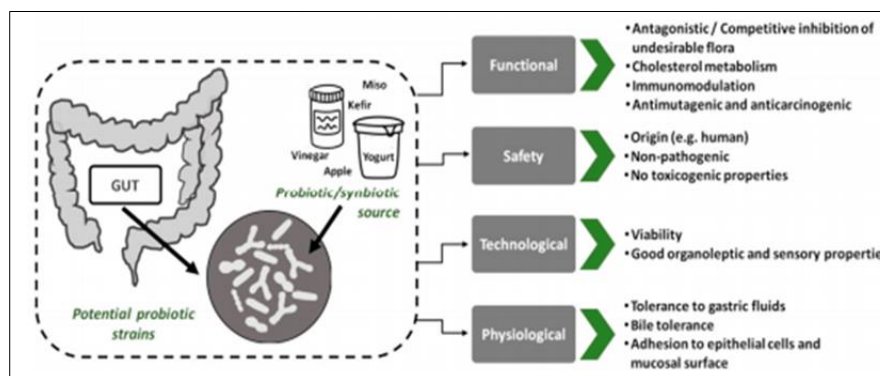 Miso
Kefir
Vinegar
Yogurt
Apple
Probiotic/synbiotic
source
GUT
Potential probiotic
strains
Functional
• Antagonistic / Competitive inhibition of
undesirable flora
• Cholesterol metabolism
• Immunomodulation
• Antimutagenic and anticarcinogenic
Safety
• Origin (e.g. human)
• Non-pathogenic
• No toxicogenic properties
Technological
• Viability
• Good organoleptic and sensory propertie
Physiological
• Tolerance to gastric fluids
• Bile tolerance
• Adhesion to epithelial cells and
mucosal surface